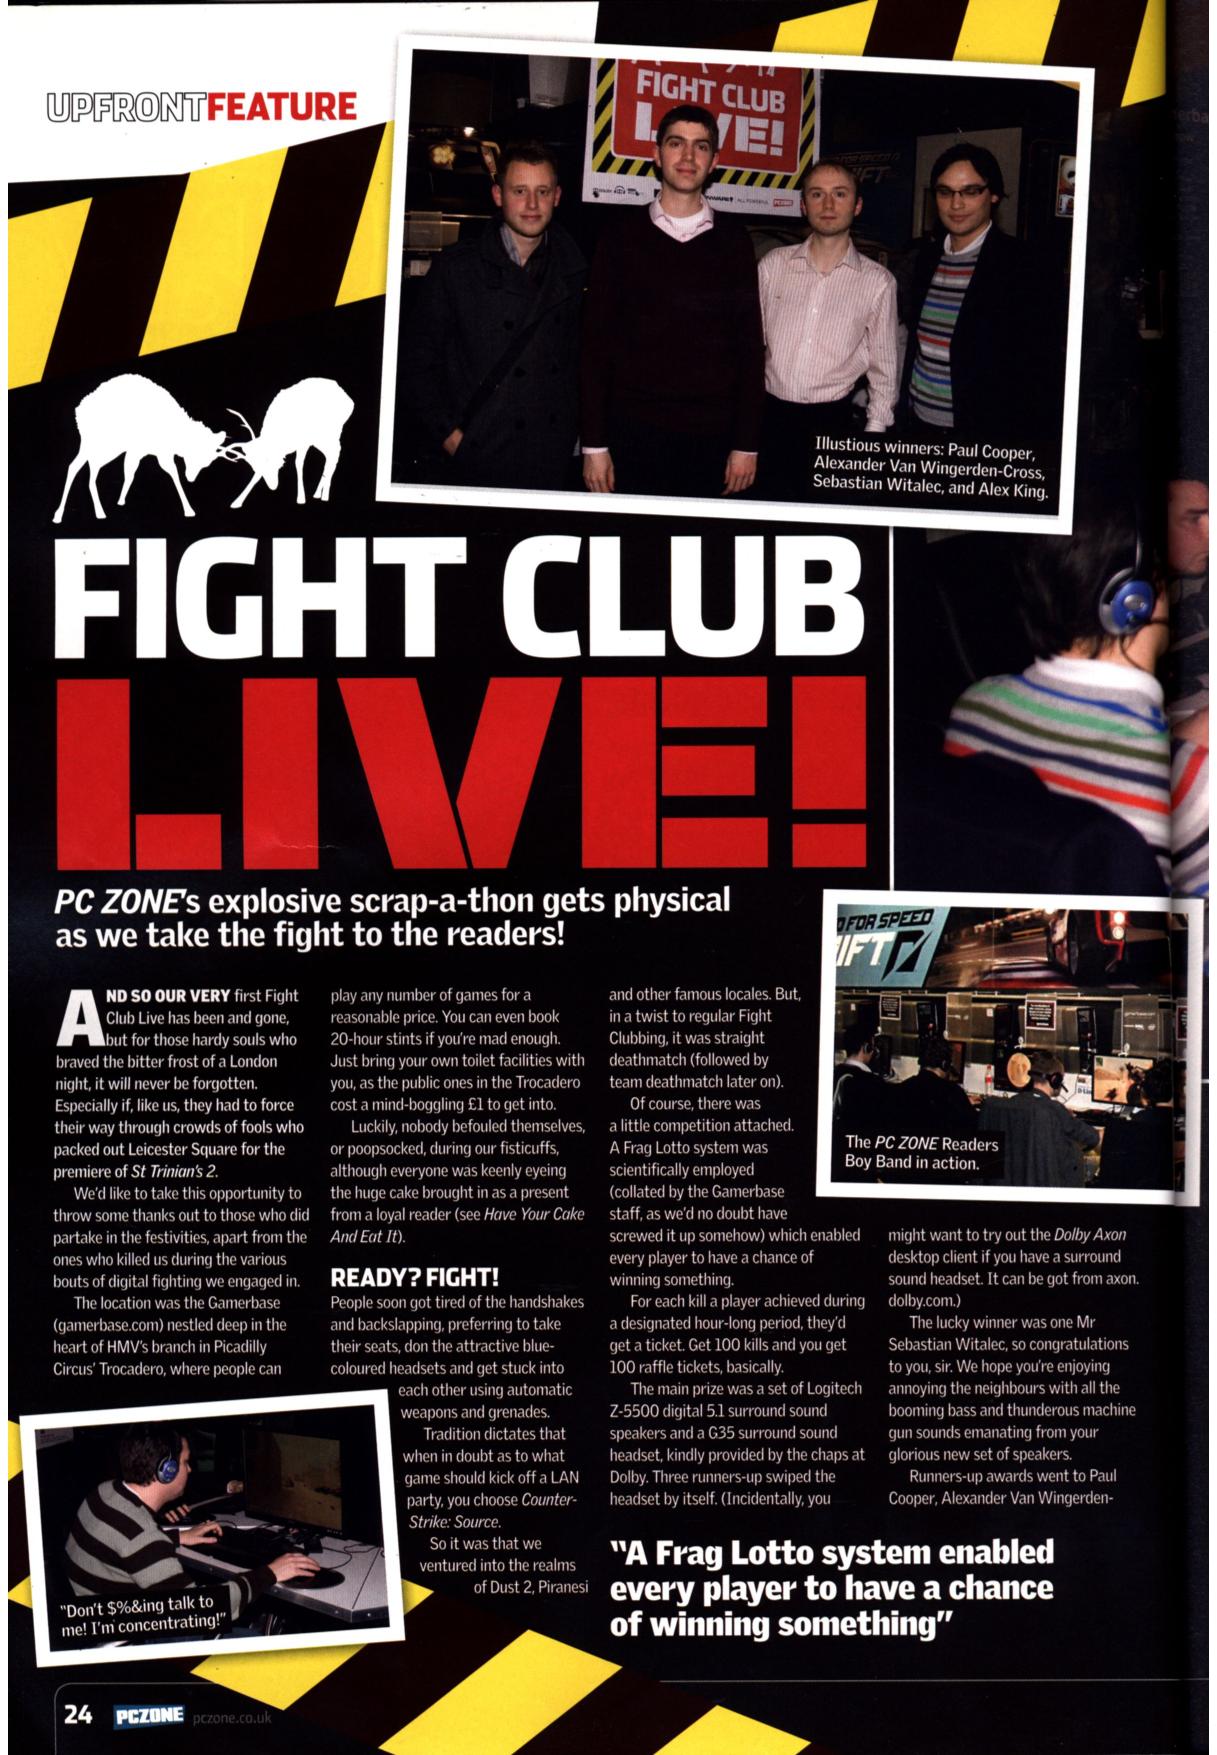 UPFRONTFEATURE
FIGHT CLUB
LIVE!
Illustious winners: Paul Cooper,
Alexander Van Wingerden-Cross,
Sebastian Witalec, and Alex King.
FIGHT CLUB
LIVE!
PC ZONE's explosive scrap-a-thon gets physical
as we take the fight to the readers!
AND SO OUR VERY first Fight
Club Live has been and gone,
but for those hardy souls who
braved the bitter frost of a London
night, it will never be forgotten.
Especially if, like us, they had to force
their way through crowds of fools who
packed out Leicester Square for the
premiere of St Trinian's 2.
We'd like to take this opportunity to
throw some thanks out to those who did
partake in the festivities, apart from the
ones who killed us during the various
bouts of digital fighting we engaged in.
The location was the Gamerbase
(gamerbase.com) nestled deep in the
heart of HMV's branch in Picadilly
Circus' Trocadero, where people can
play any number of games for a
reasonable price. You can even book
20-hour stints if you're mad enough.
Just bring your own toilet facilities with
you, as the public ones in the Trocadero
cost a mind-boggling £1 to get into.
Luckily, nobody befouled themselves,
or poopsocked, during our fisticuffs,
although everyone was keenly eyeing
the huge cake brought in as a present
from a loyal reader (see Have Your Cake
And Eat It).
READY? FIGHT!
People soon got tired of the handshakes
and backslapping, preferring to take
their seats, don the attractive blue-
coloured headsets and get stuck into
each other using automatic
weapons and grenades.
Tradition dictates that
when in doubt as to what
game should kick off a LAN
party, you choose Counter-
Strike: Source.
So it was that we
ventured into the realms
of Dust 2, Piranesi
and other famous locales. But,
in a twist to regular Fight
Clubbing, it was straight
deathmatch (followed by
team deathmatch later on).
Of course, there was
a little competition attached.
A Frag Lotto system was
scientifically employed
(collated by the Gamerbase
staff, as we'd no doubt have
screwed it up somehow) which enabled
every player to have a chance of
winning something.
For each kill a player achieved during
a designated hour-long period, they'd
get a ticket. Get 100 kills and you get
100 raffle tickets, basically.
The main prize was a set of Logitech
Z-5500 digital 5.1 surround sound
speakers and a G35 surround sound
headset, kindly provided by the chaps at
Dolby. Three runners-up swiped the
headset by itself. (Incidentally, you
D FOR SPEED
IFT
The PC ZONE Readers
Boy Band in action.
might want to try out the Dolby Axon
desktop client if you have a surround
sound headset. It can be got from axon.
dolby.com.)
The lucky winner was one Mr
Sebastian Witalec, so congratulations
to you, sir. We hope you're enjoying
annoying the neighbours with all the
booming bass and thunderous machine
gun sounds emanating from your
glorious new set of speakers.
Runners-up awards went to Paul
Cooper, Alexander Van Wingerden-
"A Frag Lotto system enabled
every player to have a chance
of winning something"
"Don't $%&ing talk to
me! I'm concentrating!"
24 PCZONE pczone.co.uk